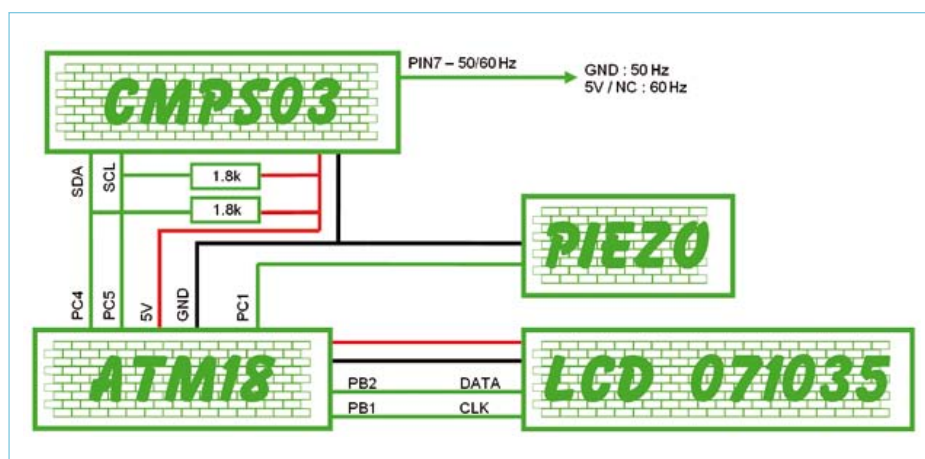 CMPS03
PIN7 – 50/60 Hz
GND : 50 Hz
5V / NC : 60 Hz
SDA
SCL
1.8k
1.8k
PIEZO
PC4
PC5
5V
GND
PC1
ATM18
PB2
DATA
PB1
CLK
LCD 071035